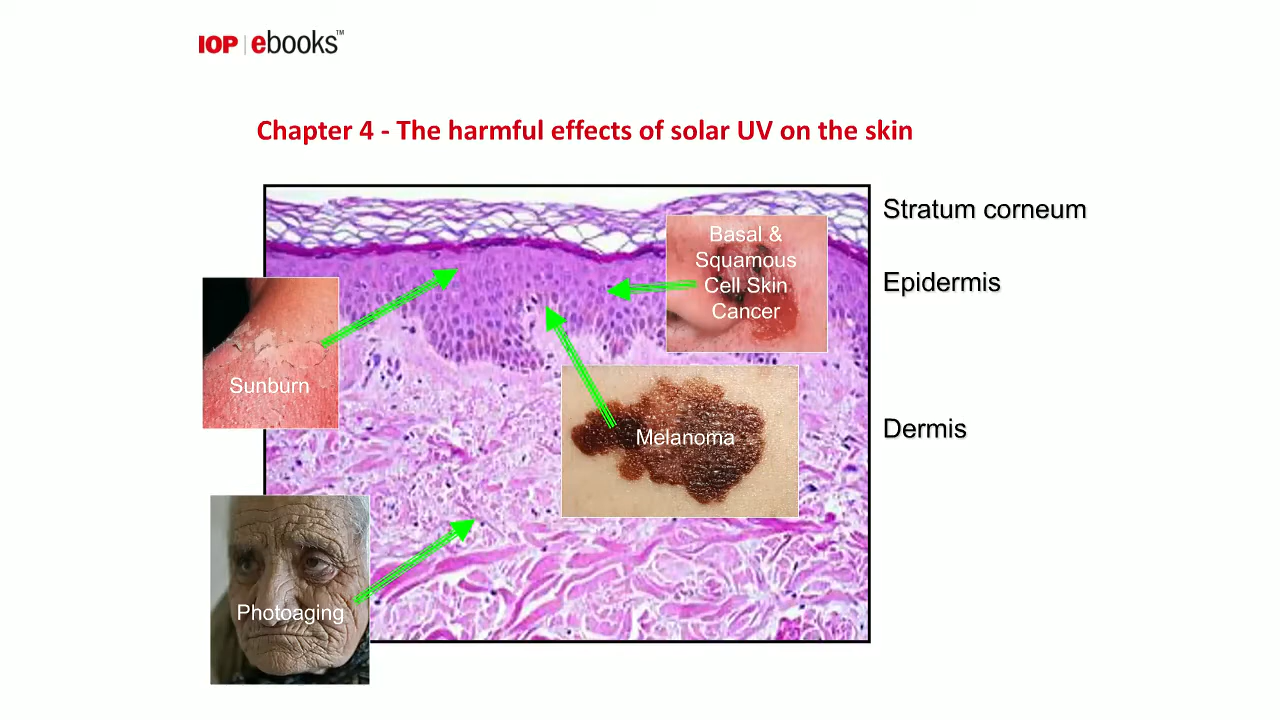 IOP | ebooks™
Chapter 4 - The harmful effects of solar UV on the skin
Stratum corneum
Basal &
Squamous
Cell Skin
Cancer
Epidermis
Sunburn
Melanoma
Dermis
Photoaging